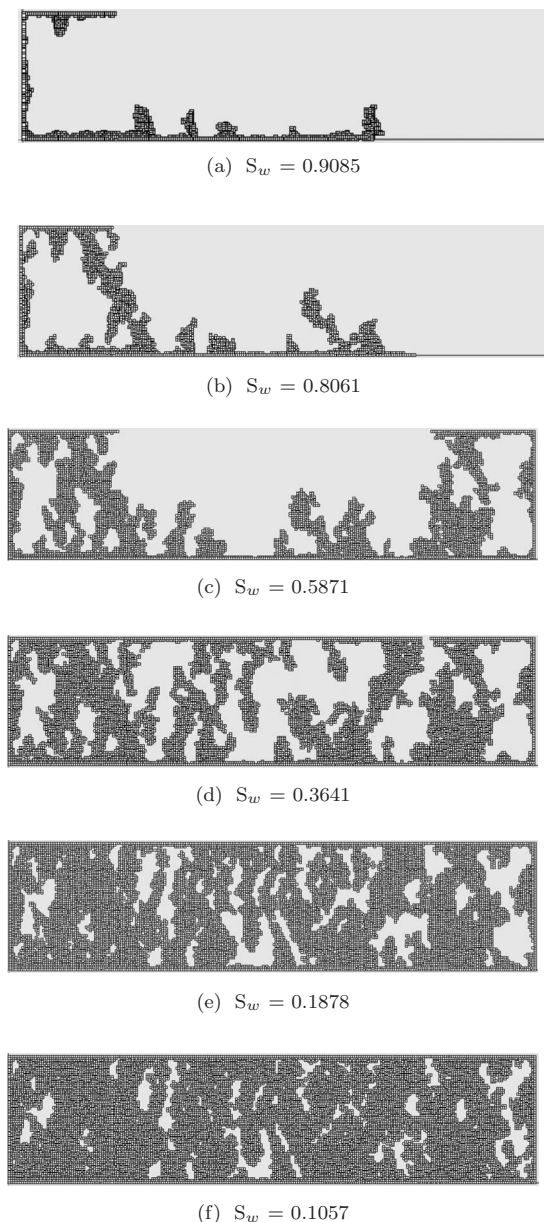 (a) S_w = 0.9085
(b) S_w = 0.8061
(c) S_w = 0.5871
(d) S_w = 0.3641
(e) S_w = 0.1878
(f) S_w = 0.1057